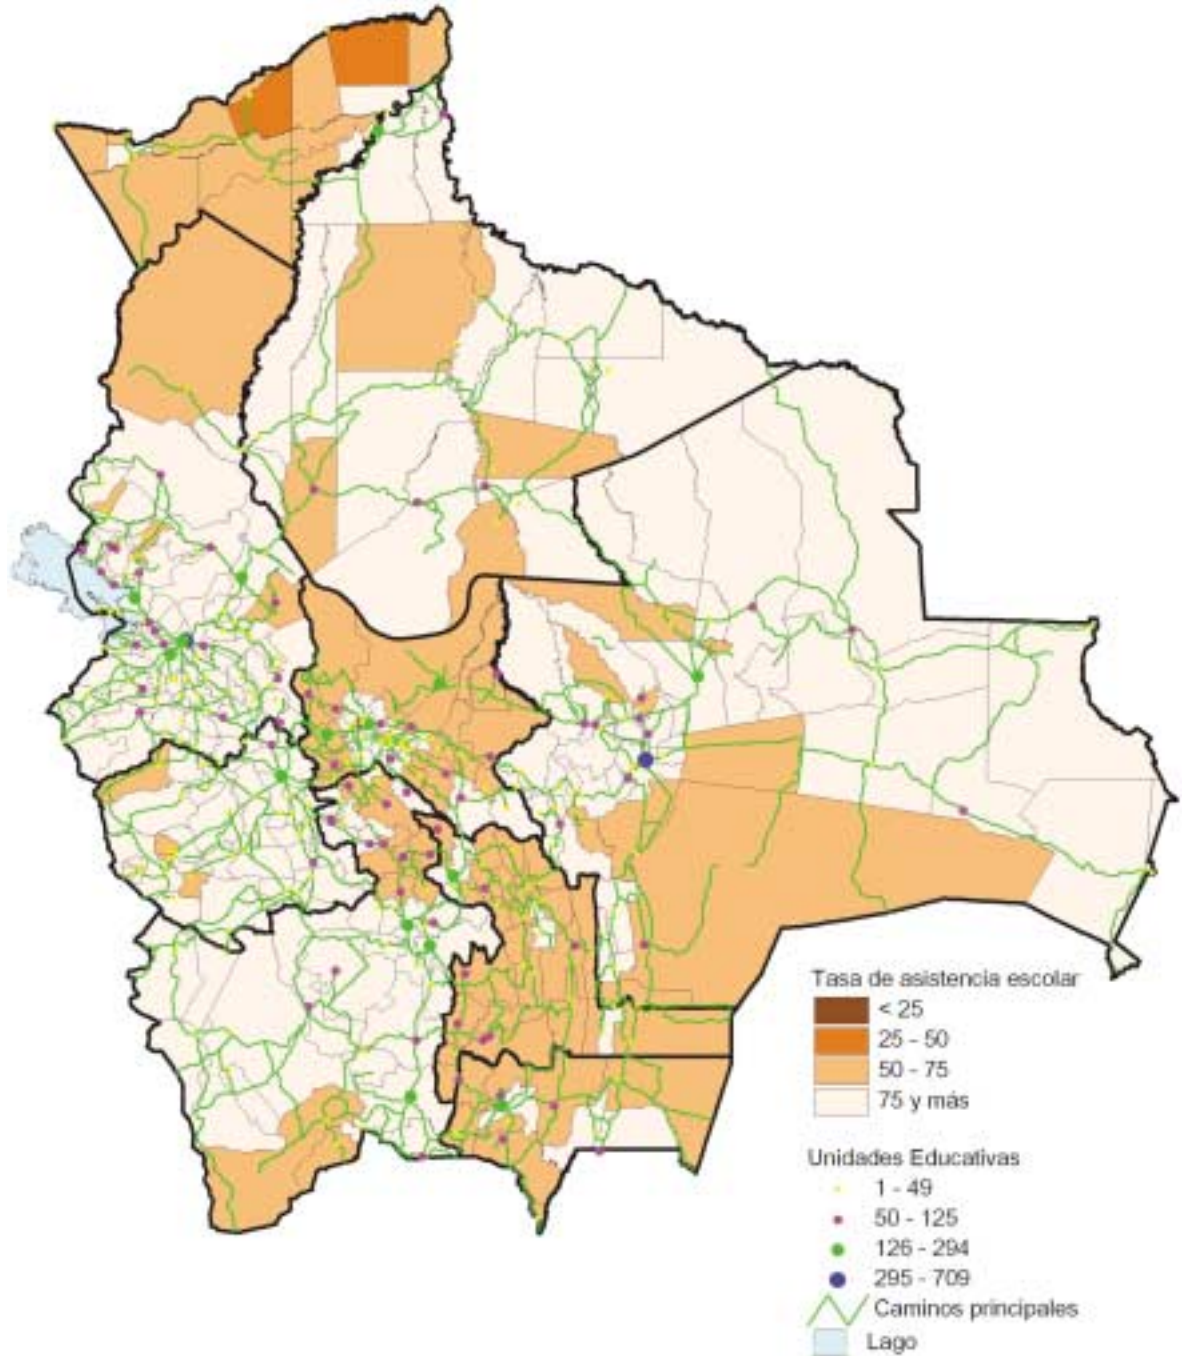 Tasa de asistencia escolar
< 25
25 - 50
50 - 75
75 y más
Unidades Educativas
1 - 49
50 - 125
126 - 294
295 - 709
Caminos principales
Lago